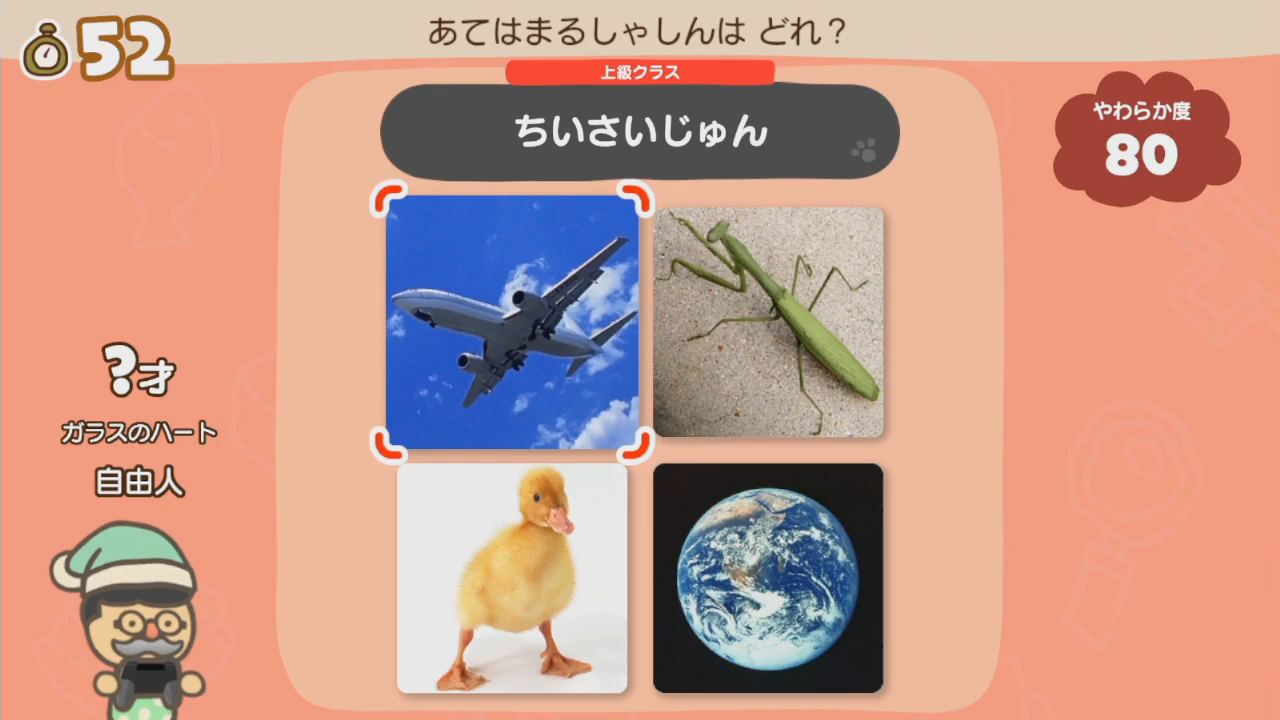 52
あてはまるしゃしんは どれ？
上級クラス
ちいさいじゅん
やわらか度
80
?才
ガラスのハート
自由人